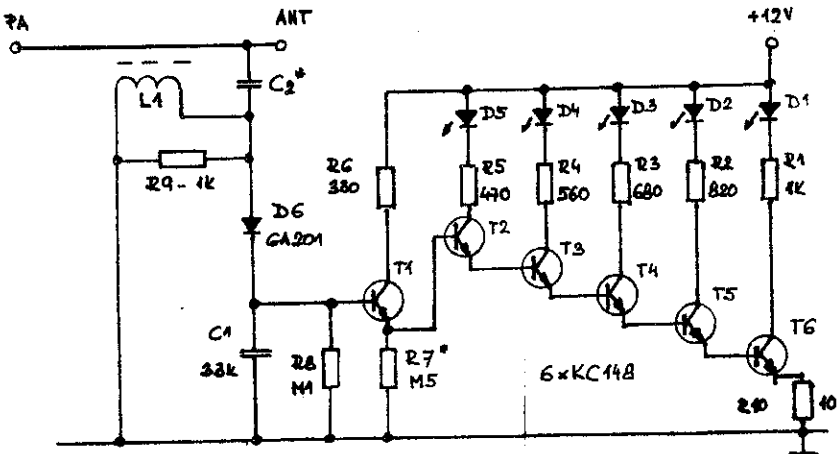 PA
ANT
+12V
L1
C2*
D5
D4
D3
D2
D1
R9 - 1k
R6
330
R5
470
R4
560
R3
680
R2
820
R1
1K
D6
GA201
T1
T2
T3
T4
T5
T6
C1
33k
R8
M1
R7*
M5
6xKC148
R10
10